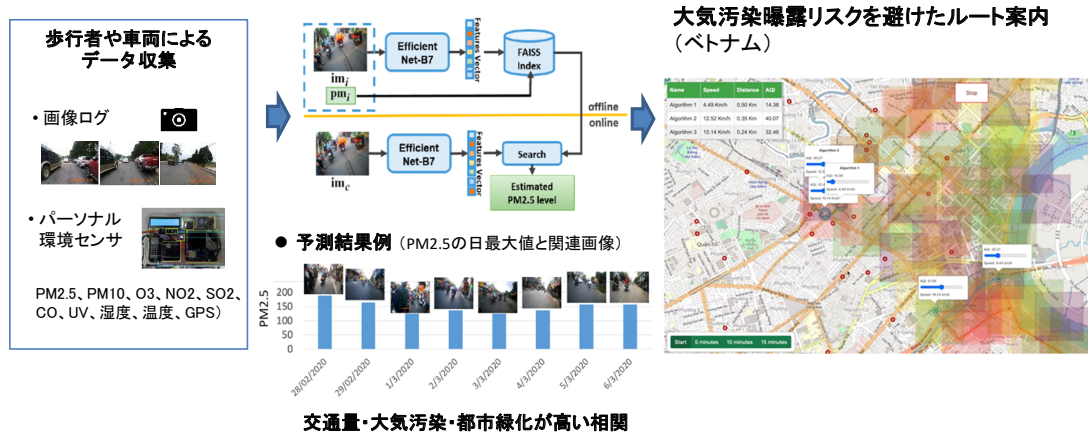 歩行者や車両による
データ収集
・画像ログ
・パーソナル
環境センサ
PM2.5、PM10、O3、NO2、SO2、
CO、UV、湿度、温度、GPS）
im_i
pm_i
Efficient
Net-B7
Features Vector
FAISS
Index
offline
online
im_c
Efficient
Net-B7
Features Vector
Search
Estimated
PM2.5 level
● 予測結果例（PM2.5の日最大値と関連画像）
PM2.5
200
150
100
50
0
28/02/2020
29/02/2020
1/3/2020
2/3/2020
3/3/2020
4/3/2020
5/3/2020
6/3/2020
交通量・大気汚染・都市緑化が高い相関
大気汚染曝露リスクを避けたルート案内
（ベトナム）
Name Speed Distance AQI
Algorithm 1 4.49 Km/h 0.50 Km 14.38
Algorithm 2 12.52 Km/h 0.35 Km 40.07
Algorithm 3 10.14 Km/h 0.24 Km 32.46
Stop
Algorithm 2
Algorithm 1
Start 5 minutes 10 minutes 15 minutes